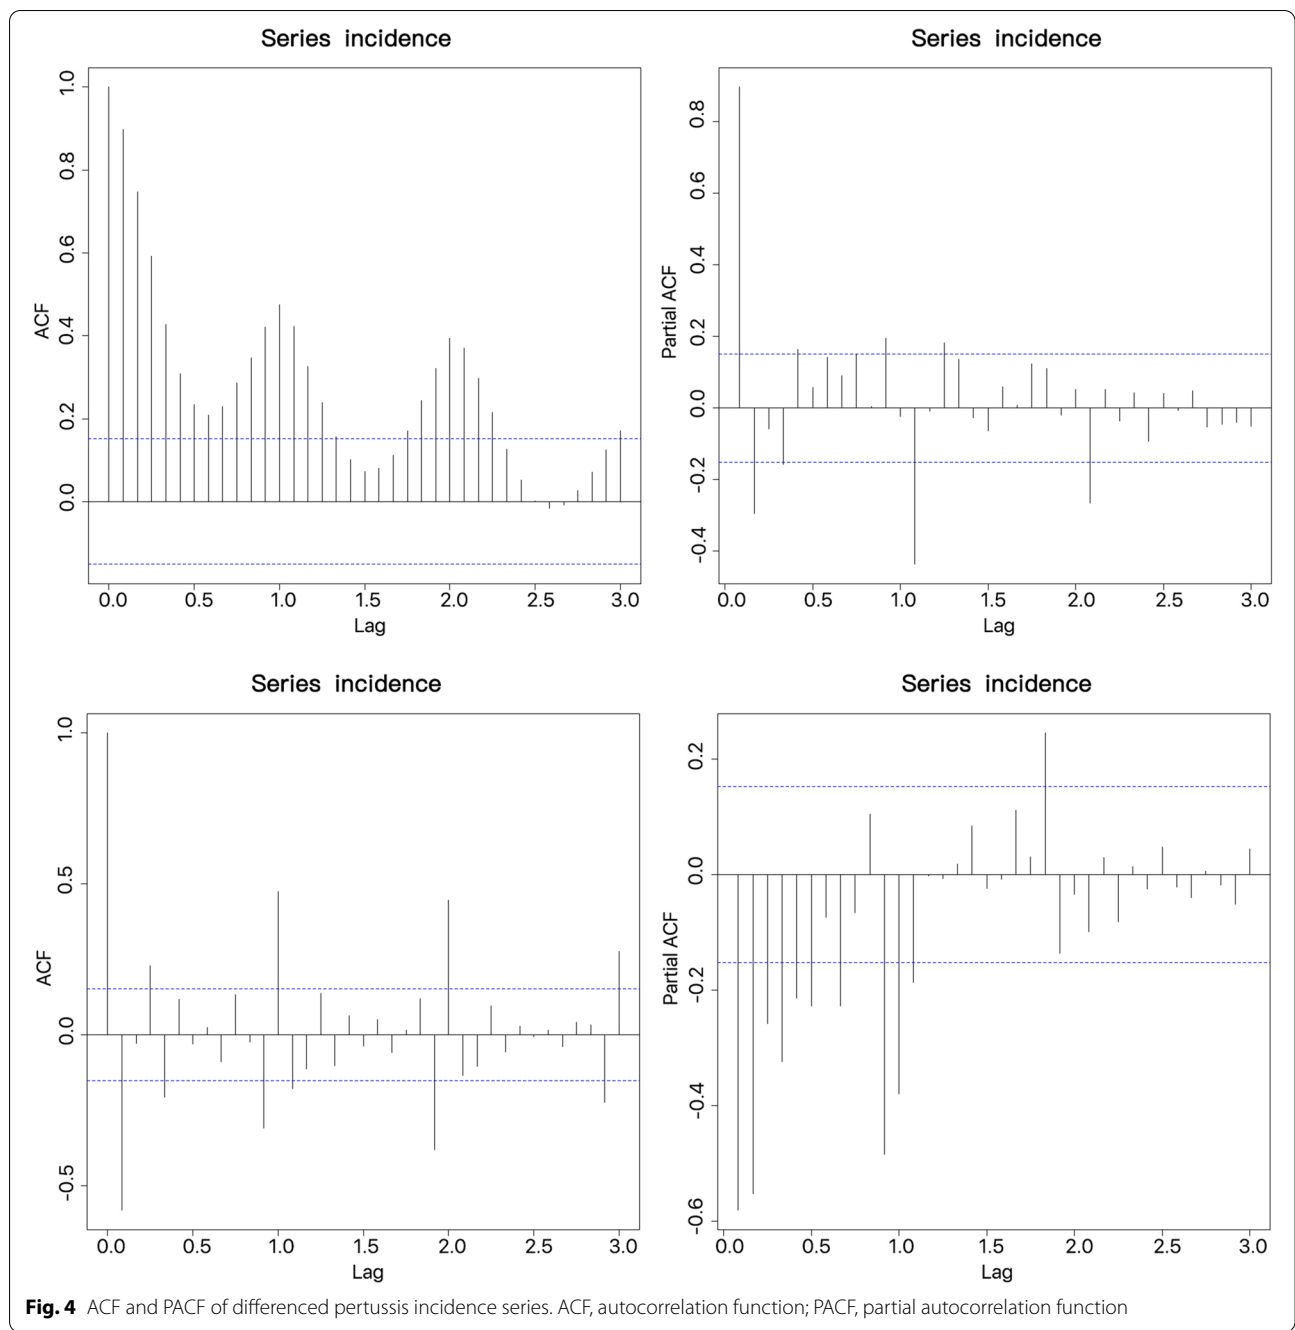 Series incidence
1.0
0.8
0.6
0.4
0.2
0.0
ACF
0.0 0.5 1.0 1.5 2.0 2.5 3.0
Lag
Series incidence
0.8
0.6
0.4
0.2
0.0
-0.2
-0.4
Partial ACF
0.0 0.5 1.0 1.5 2.0 2.5 3.0
Lag
Series incidence
1.0
0.5
0.0
-0.5
ACF
0.0 0.5 1.0 1.5 2.0 2.5 3.0
Lag
Series incidence
0.2
0.0
-0.2
-0.4
-0.6
Partial ACF
0.0 0.5 1.0 1.5 2.0 2.5 3.0
Lag
Fig. 4 ACF and PACF of differenced pertussis incidence series. ACF, autocorrelation function; PACF, partial autocorrelation function